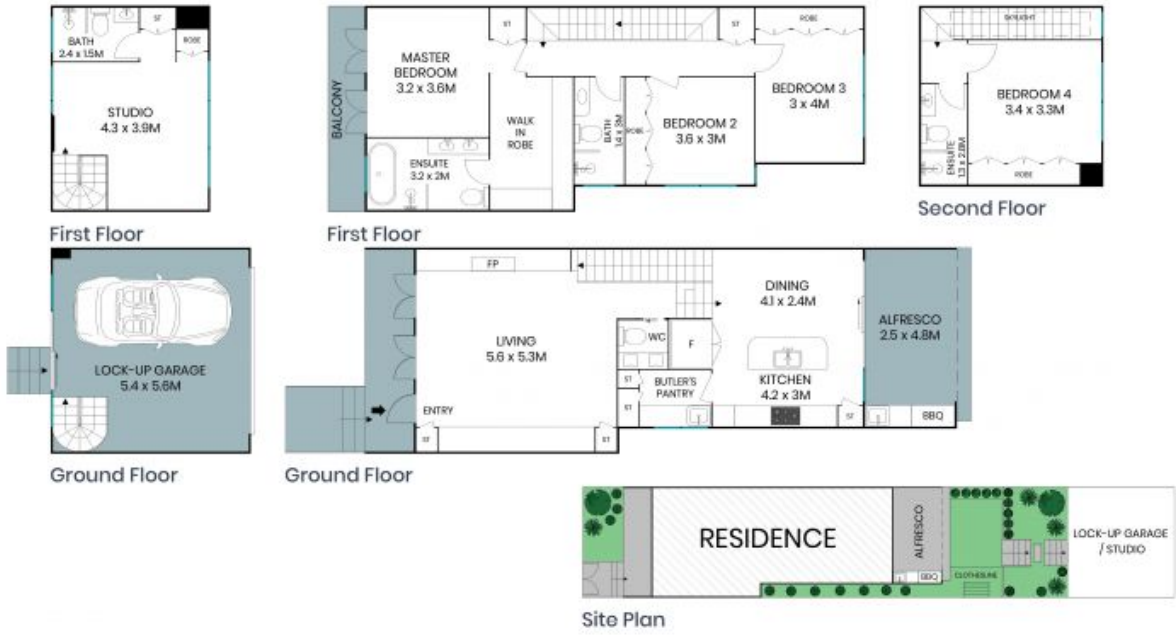 BATH
2.4 x 1.5M
ST
ROBE
STUDIO
4.3 x 3.9M
First Floor
BALCONY
MASTER
BEDROOM
3.2 x 3.6M
ST
ST
ROBE
WALK
IN
ROBE
ENSUITE
3.2 x 2M
BATH
1.4 x 3M
ROBE
BEDROOM 2
3.6 x 3M
BEDROOM 3
3 x 4M
First Floor
SKYLIGHT
BEDROOM 4
3.4 x 3.3M
ENSUITE
1.3 x 2.8M
ROBE
Second Floor
LOCK-UP GARAGE
5.4 x 5.6M
Ground Floor
FP
LIVING
5.6 x 5.3M
ENTRY
ST
ST
WC
F
ST
ST
BUTLER'S
PANTRY
DINING
4.1 x 2.4M
KITCHEN
4.2 x 3M
ST
ALFRESCO
2.5 x 4.8M
BBQ
Ground Floor
RESIDENCE
ALFRESCO
BBQ
CLOTHESLINE
LOCK-UP GARAGE
/ STUDIO
Site Plan